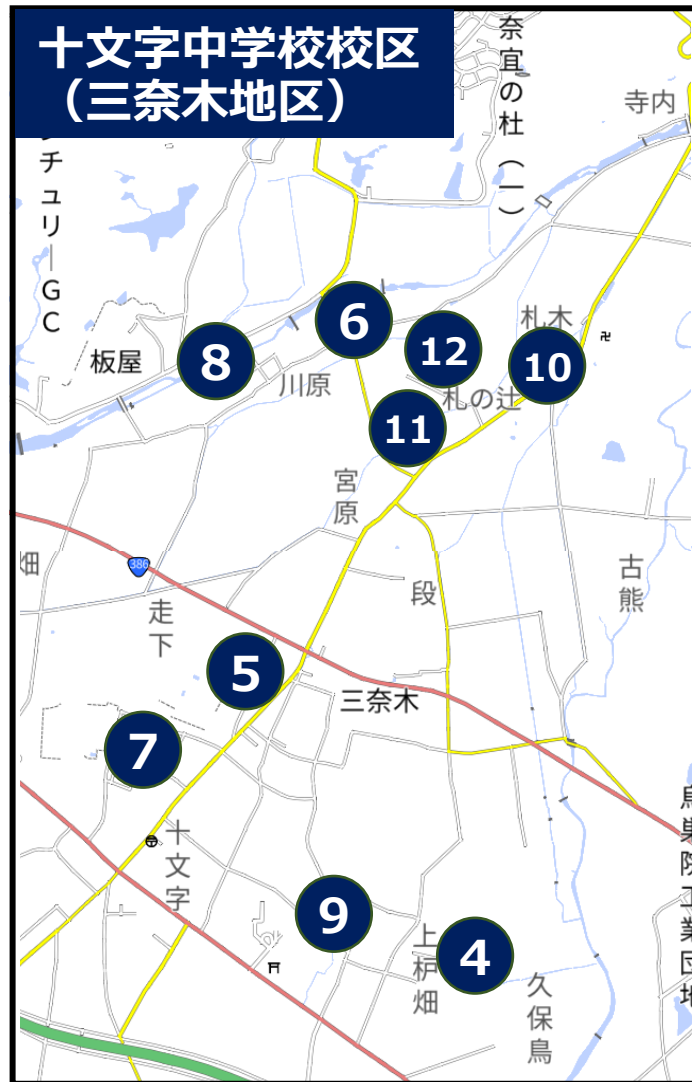 十文字中学校校区
（三奈木地区）
奈宜の杜（一）
寺内
チュリーGC
札木
6
12
10
8
板屋
川原
札の辻
11
宮原
386
畑
古熊
段
走下
5
三奈木
7
十文字
9
4
上枦畑
久保鳥